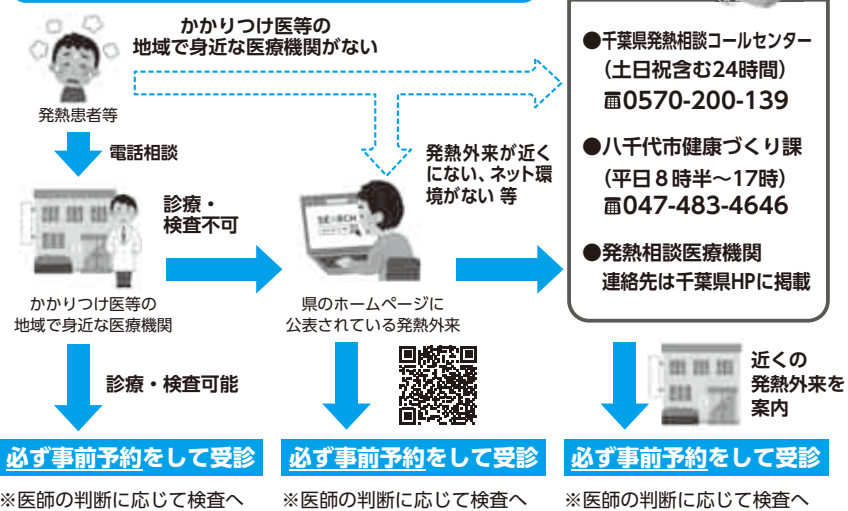 かかりつけ医等の
地域で身近な医療機関がない
発熱患者等
電話相談
かかりつけ医等の
地域で身近な医療機関
診療・
検査不可
SEARCH
県のホームページに
公表されている発熱外来
発熱外来が近く
にない、ネット環
境がない 等
●千葉県発熱相談コールセンター
(土日祝含む24時間)
☎0570-200-139
●八千代市健康づくり課
(平日8時半〜17時)
☎047-483-4646
●発熱相談医療機関
連絡先は千葉県HPに掲載
診療・検査可能
近くの
発熱外来を
案内
必ず事前予約をして受診
※医師の判断に応じて検査へ
必ず事前予約をして受診
※医師の判断に応じて検査へ
必ず事前予約をして受診
※医師の判断に応じて検査へ